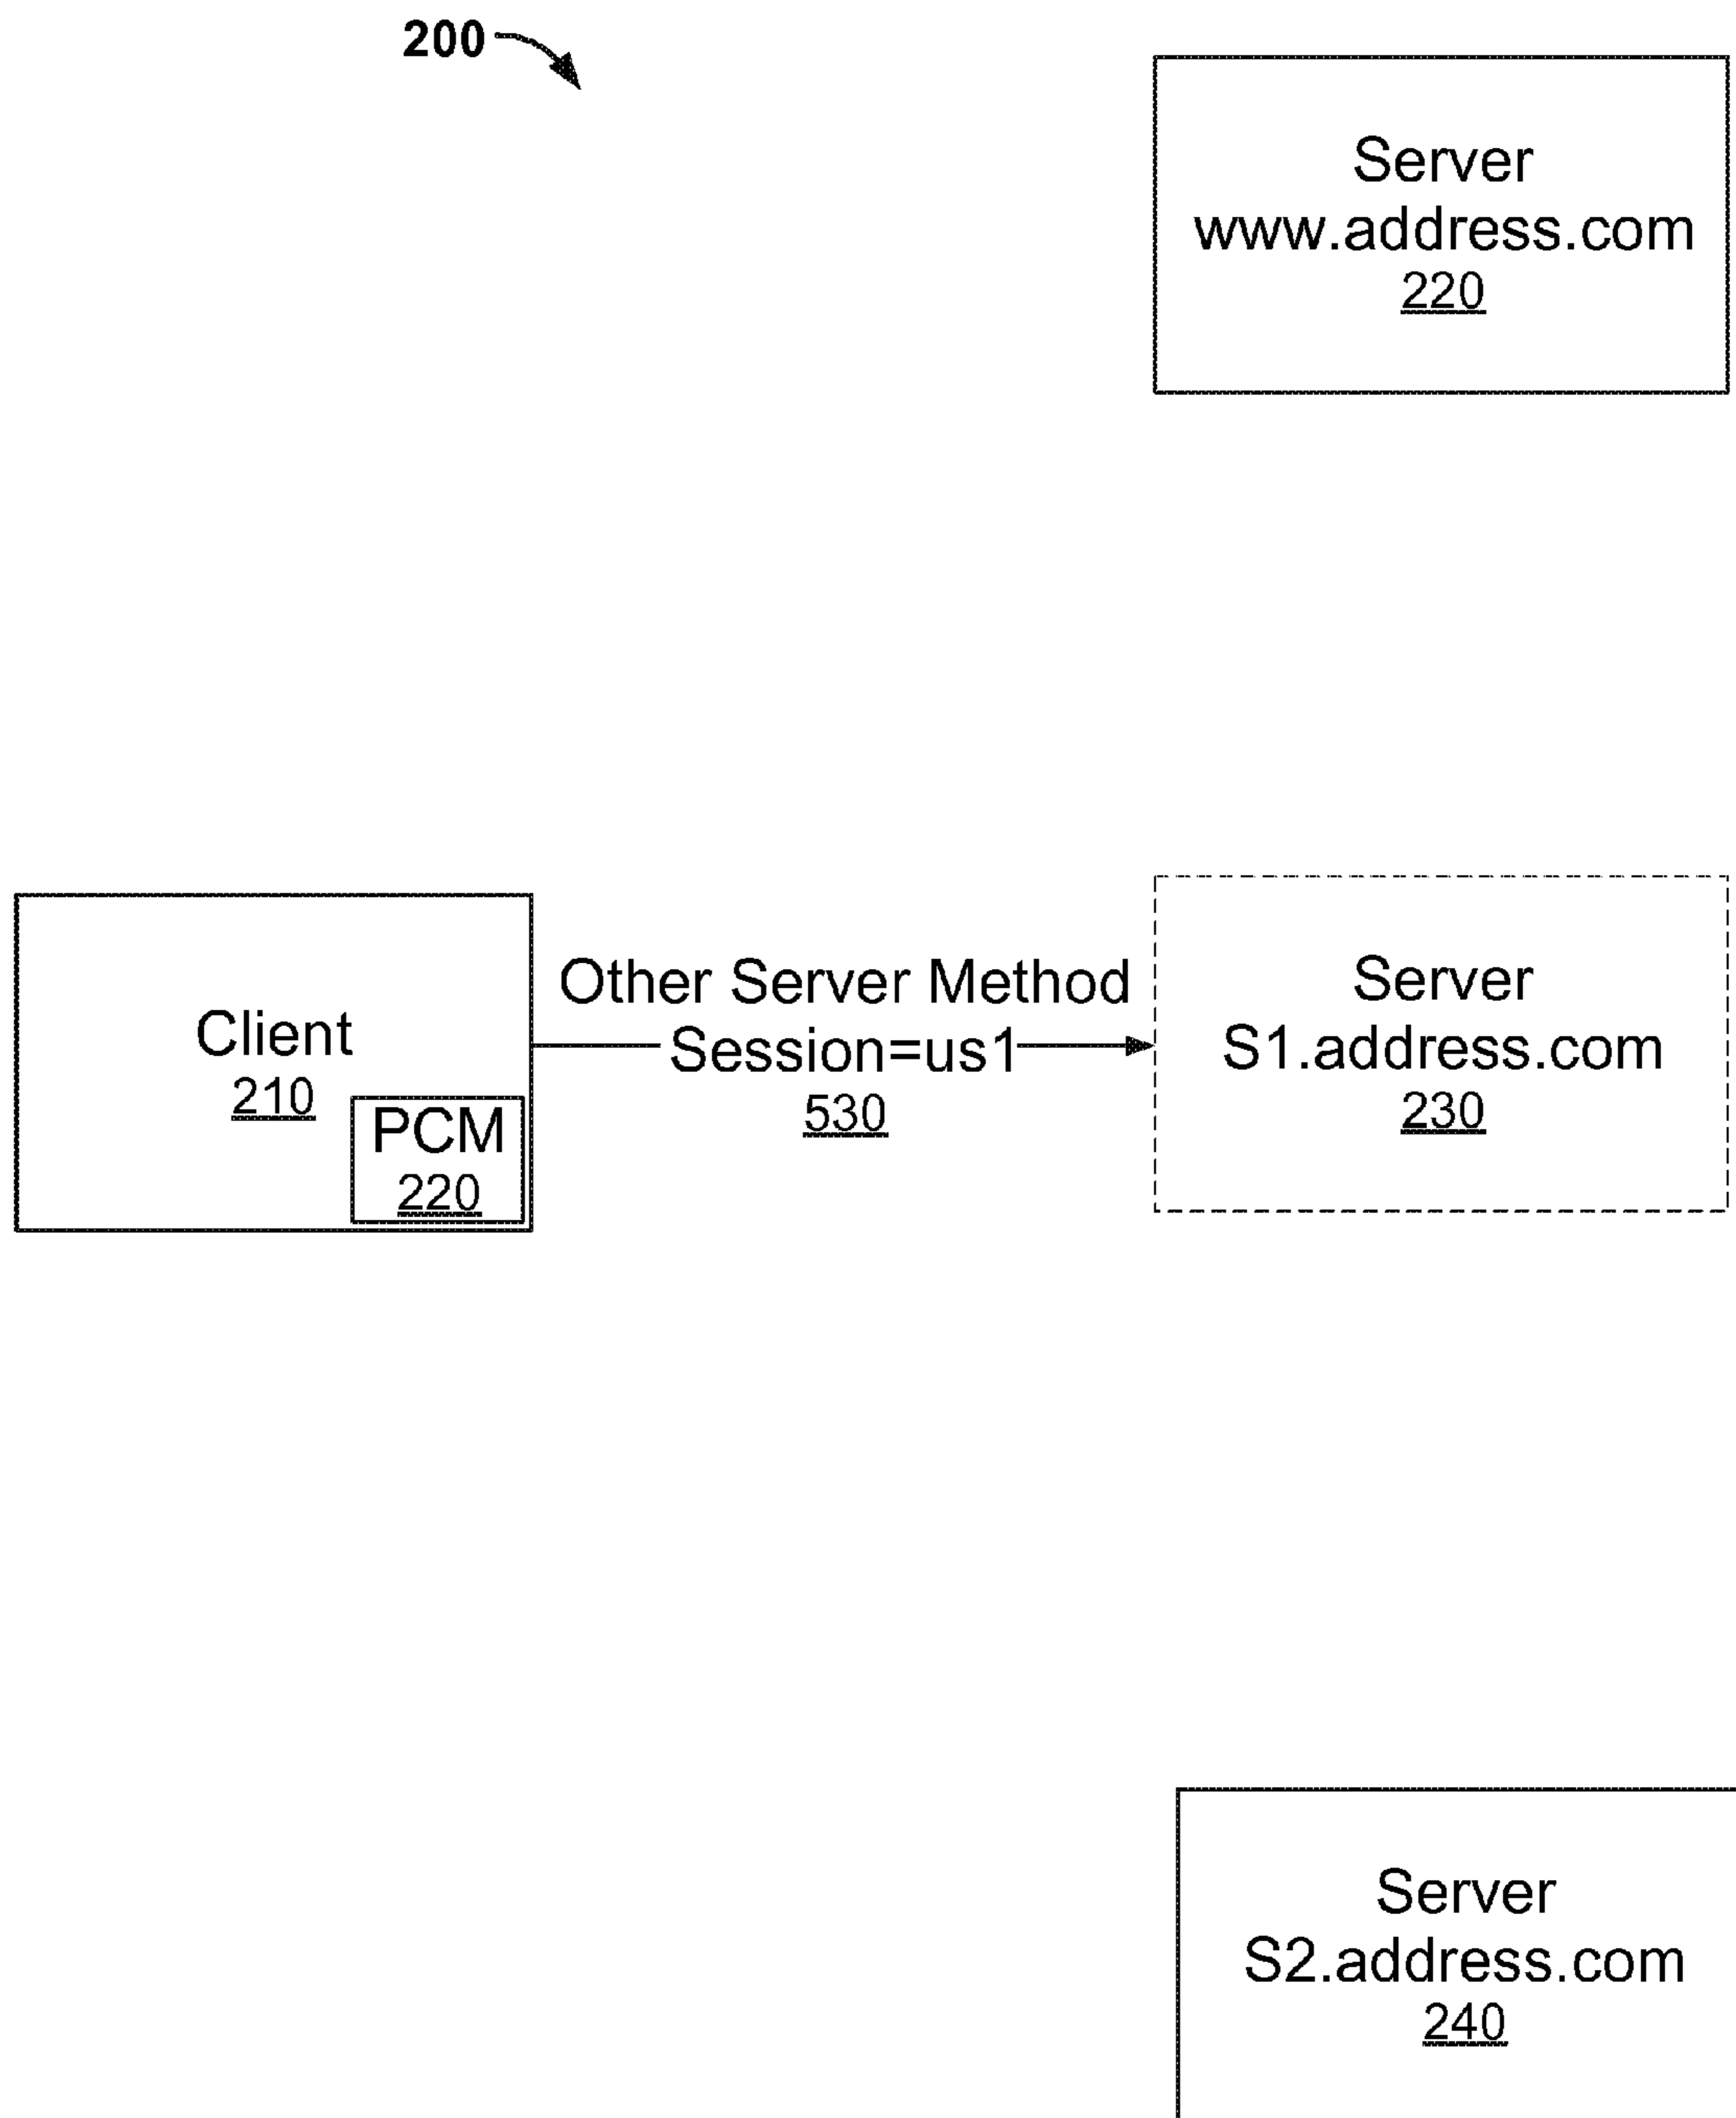 200
Server
www.address.com
220
Client
210
PCM
220
Other Server Method
Session=us1
530
Server
S1.address.com
230
Server
S2.address.com
240